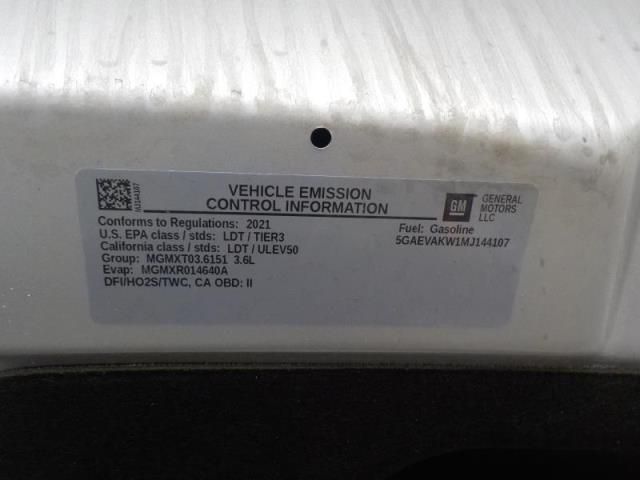 MJ144107
VEHICLE EMISSION
CONTROL INFORMATION
GM
GENERAL
MOTORS
LLC
Conforms to Regulations: 2021
Fuel: Gasoline
U.S. EPA class / stds: LDT / TIER3
5GAEVAKW1MJ144107
California class / stds: LDT / ULEV50
Group: MGMXT03.6151 3.6L
Evap: MGMXR014640A
DFI/HO2S/TWC, CA OBD: II